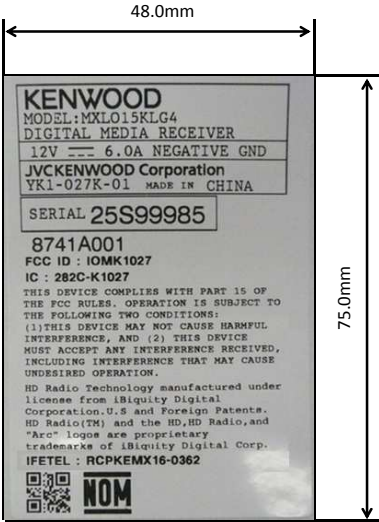 48.0mm
KENWOOD
MODEL:MXLO15KLG4
DIGITAL MEDIA RECEIVER
12V 6.0A NEGATIVE GND
JVCKENWOOD Corporation
YK1-027K-01 MADE IN CHINA
SERIAL 25S99985
8741A001
FCC ID : IOMK1027
IC : 282C-K1027
THIS DEVICE COMPLIES WITH PART 15 OF
THE FCC RULES. OPERATION IS SUBJECT TO
THE FOLLOWING TWO CONDITIONS:
(1)THIS DEVICE MAY NOT CAUSE HARMFUL
INTERFERENCE, AND (2) THIS DEVICE
MUST ACCEPT ANY INTERFERENCE RECEIVED,
INCLUDING INTERFERENCE THAT MAY CAUSE
UNDESIRED OPERATION.
HD Radio Technology manufactured under
license from iBiquity Digital
Corporation.U.S and Foreign Patents.
HD Radio(TM) and the HD,HD Radio,and
"Arc" logos are proprietary
trademarks of iBiquity Digital Corp.
IFETEL : RCPKEMX16-0362
NOM
75.0mm